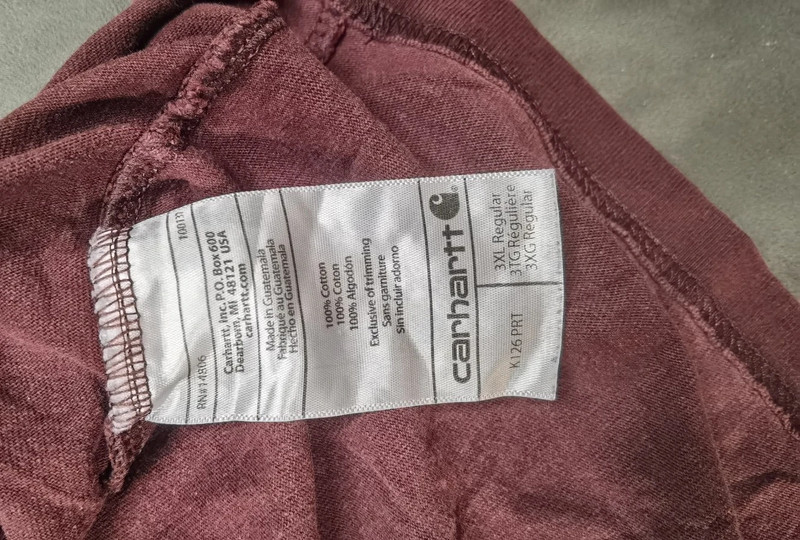 carhartt
®
K126 PRT
3XL Regular
3TG Régulière
3XG Regular
100% Cotton
100% Coton
100% Algodón
Exclusive of trimming
Sans garniture
Sin incluir adorno
Made in Guatemala
Fabriqué au Guatemala
Hecho en Guatemala
Carhartt, Inc. P.O. Box 600
Dearborn, MI 48121 USA
carhartt.com
RN#14806